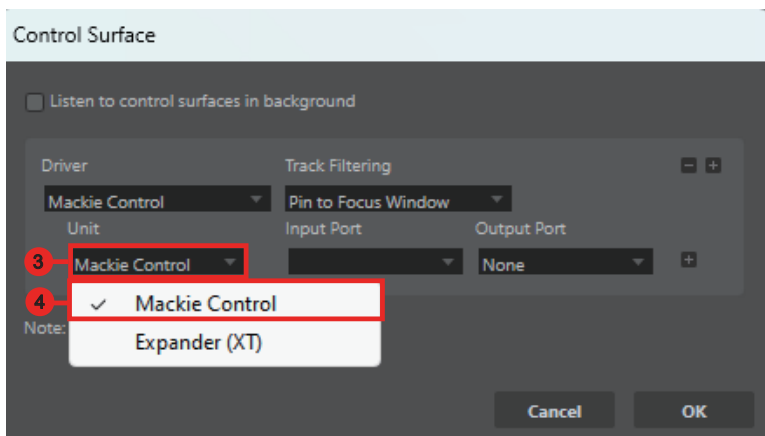 Control Surface
Listen to control surfaces in background
Driver Track Filtering
Mackie Control Pin to Focus Window
Unit Input Port Output Port
3 Mackie Control None
4 ✓ Mackie Control
Note:
Expander (XT)
Cancel OK